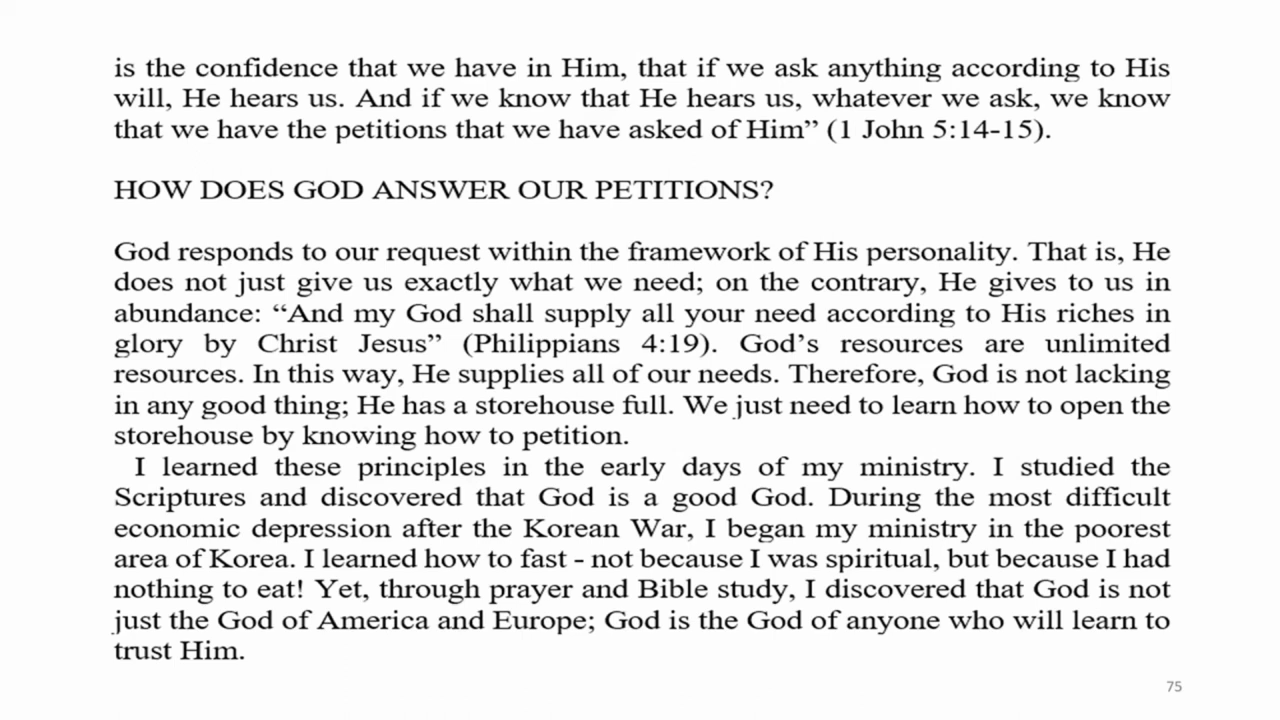 is the confidence that we have in Him, that if we ask anything according to His
will, He hears us. And if we know that He hears us, whatever we ask, we know
that we have the petitions that we have asked of Him” (1 John 5:14-15).
HOW DOES GOD ANSWER OUR PETITIONS?
God responds to our request within the framework of His personality. That is, He
does not just give us exactly what we need; on the contrary, He gives to us in
abundance: “And my God shall supply all your need according to His riches in
glory by Christ Jesus” (Philippians 4:19). God’s resources are unlimited
resources. In this way, He supplies all of our needs. Therefore, God is not lacking
in any good thing; He has a storehouse full. We just need to learn how to open the
storehouse by knowing how to petition.
I learned these principles in the early days of my ministry. I studied the
Scriptures and discovered that God is a good God. During the most difficult
economic depression after the Korean War, I began my ministry in the poorest
area of Korea. I learned how to fast - not because I was spiritual, but because I had
nothing to eat! Yet, through prayer and Bible study, I discovered that God is not
just the God of America and Europe; God is the God of anyone who will learn to
trust Him.
75